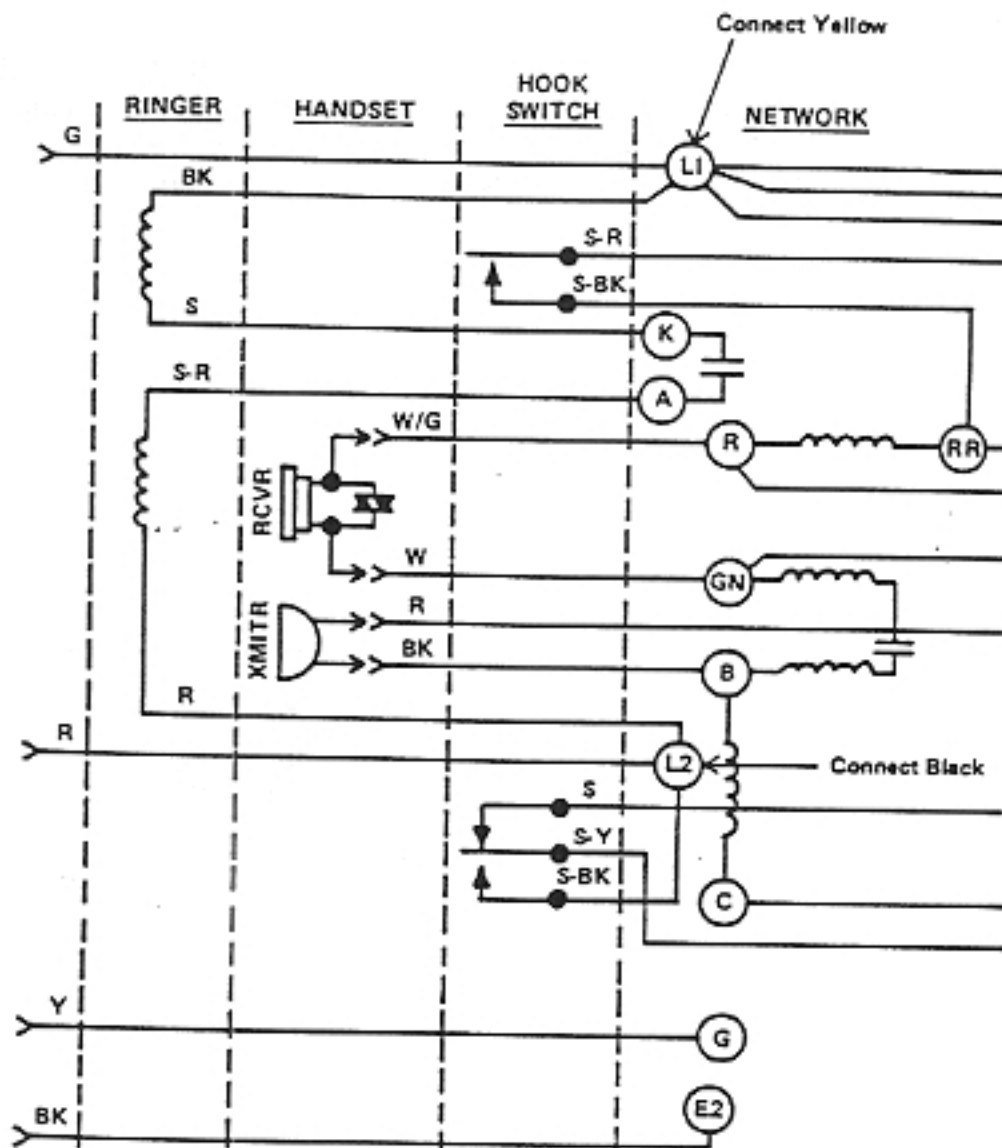 Connect Yellow
RINGER
HANDSET
HOOK
SWITCH
NETWORK
G
L1
BK
S-R
S-BK
S
K
S-R
A
W/G
R
RR
RCVR
W
GN
R
XMITR
BK
B
R
R
L2
Connect Black
S
S-Y
S-BK
C
Y
G
E2
BK